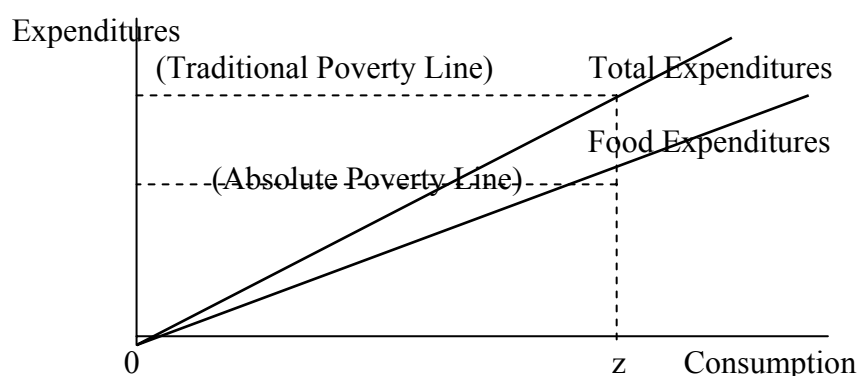 Expenditures
(Traditional Poverty Line) Total Expenditures
Food Expenditures
(Absolute Poverty Line)
0 z Consumption